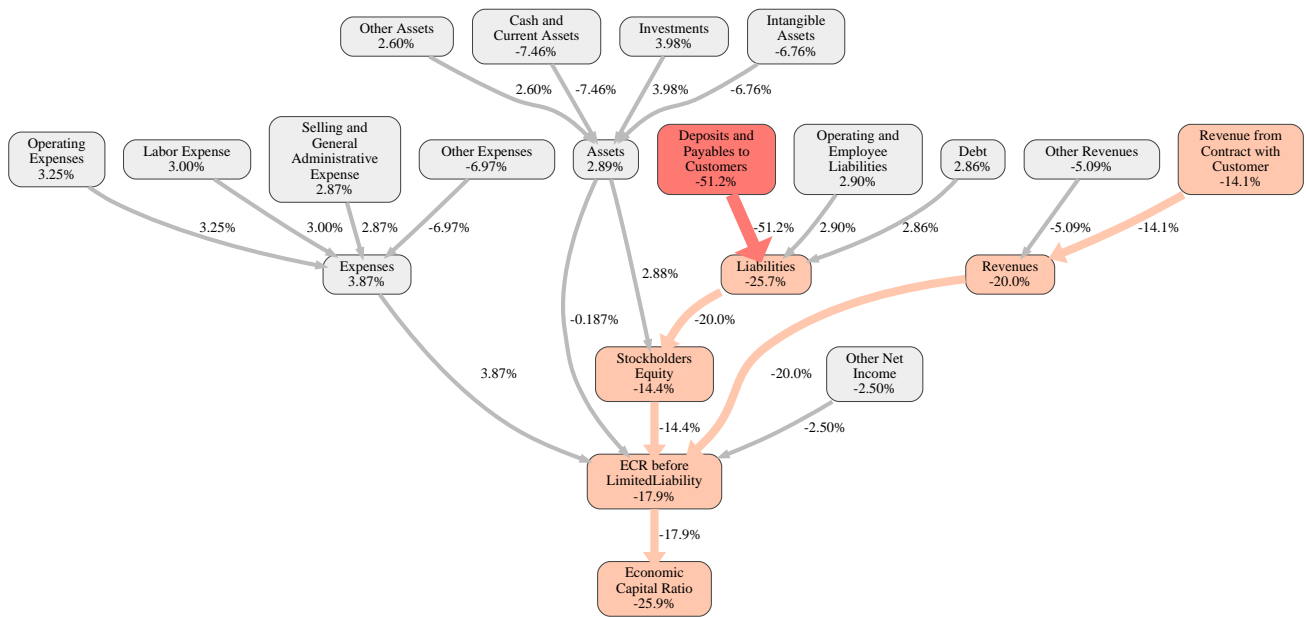 Other Assets
2.60%
Cash and
Current Assets
-7.46%
Investments
3.98%
Intangible
Assets
-6.76%
2.60%
-7.46%
3.98%
-6.76%
Operating
Expenses
3.25%
Labor Expense
3.00%
Selling and
General
Administrative
Expense
2.87%
Other Expenses
-6.97%
Assets
2.89%
Deposits and
Payables to
Customers
-51.2%
Operating and
Employee
Liabilities
2.90%
Debt
2.86%
Other Revenues
-5.09%
Revenue from
Contract with
Customer
-14.1%
3.25%
3.00%
2.87%
-6.97%
-51.2%
2.90%
2.86%
-5.09%
-14.1%
Expenses
3.87%
2.88%
Liabilities
-25.7%
Revenues
-20.0%
-0.187%
-20.0%
Stockholders
Equity
-14.4%
Other Net
Income
-2.50%
3.87%
-20.0%
-14.4%
-2.50%
ECR before
LimitedLiability
-17.9%
-17.9%
Economic
Capital Ratio
-25.9%